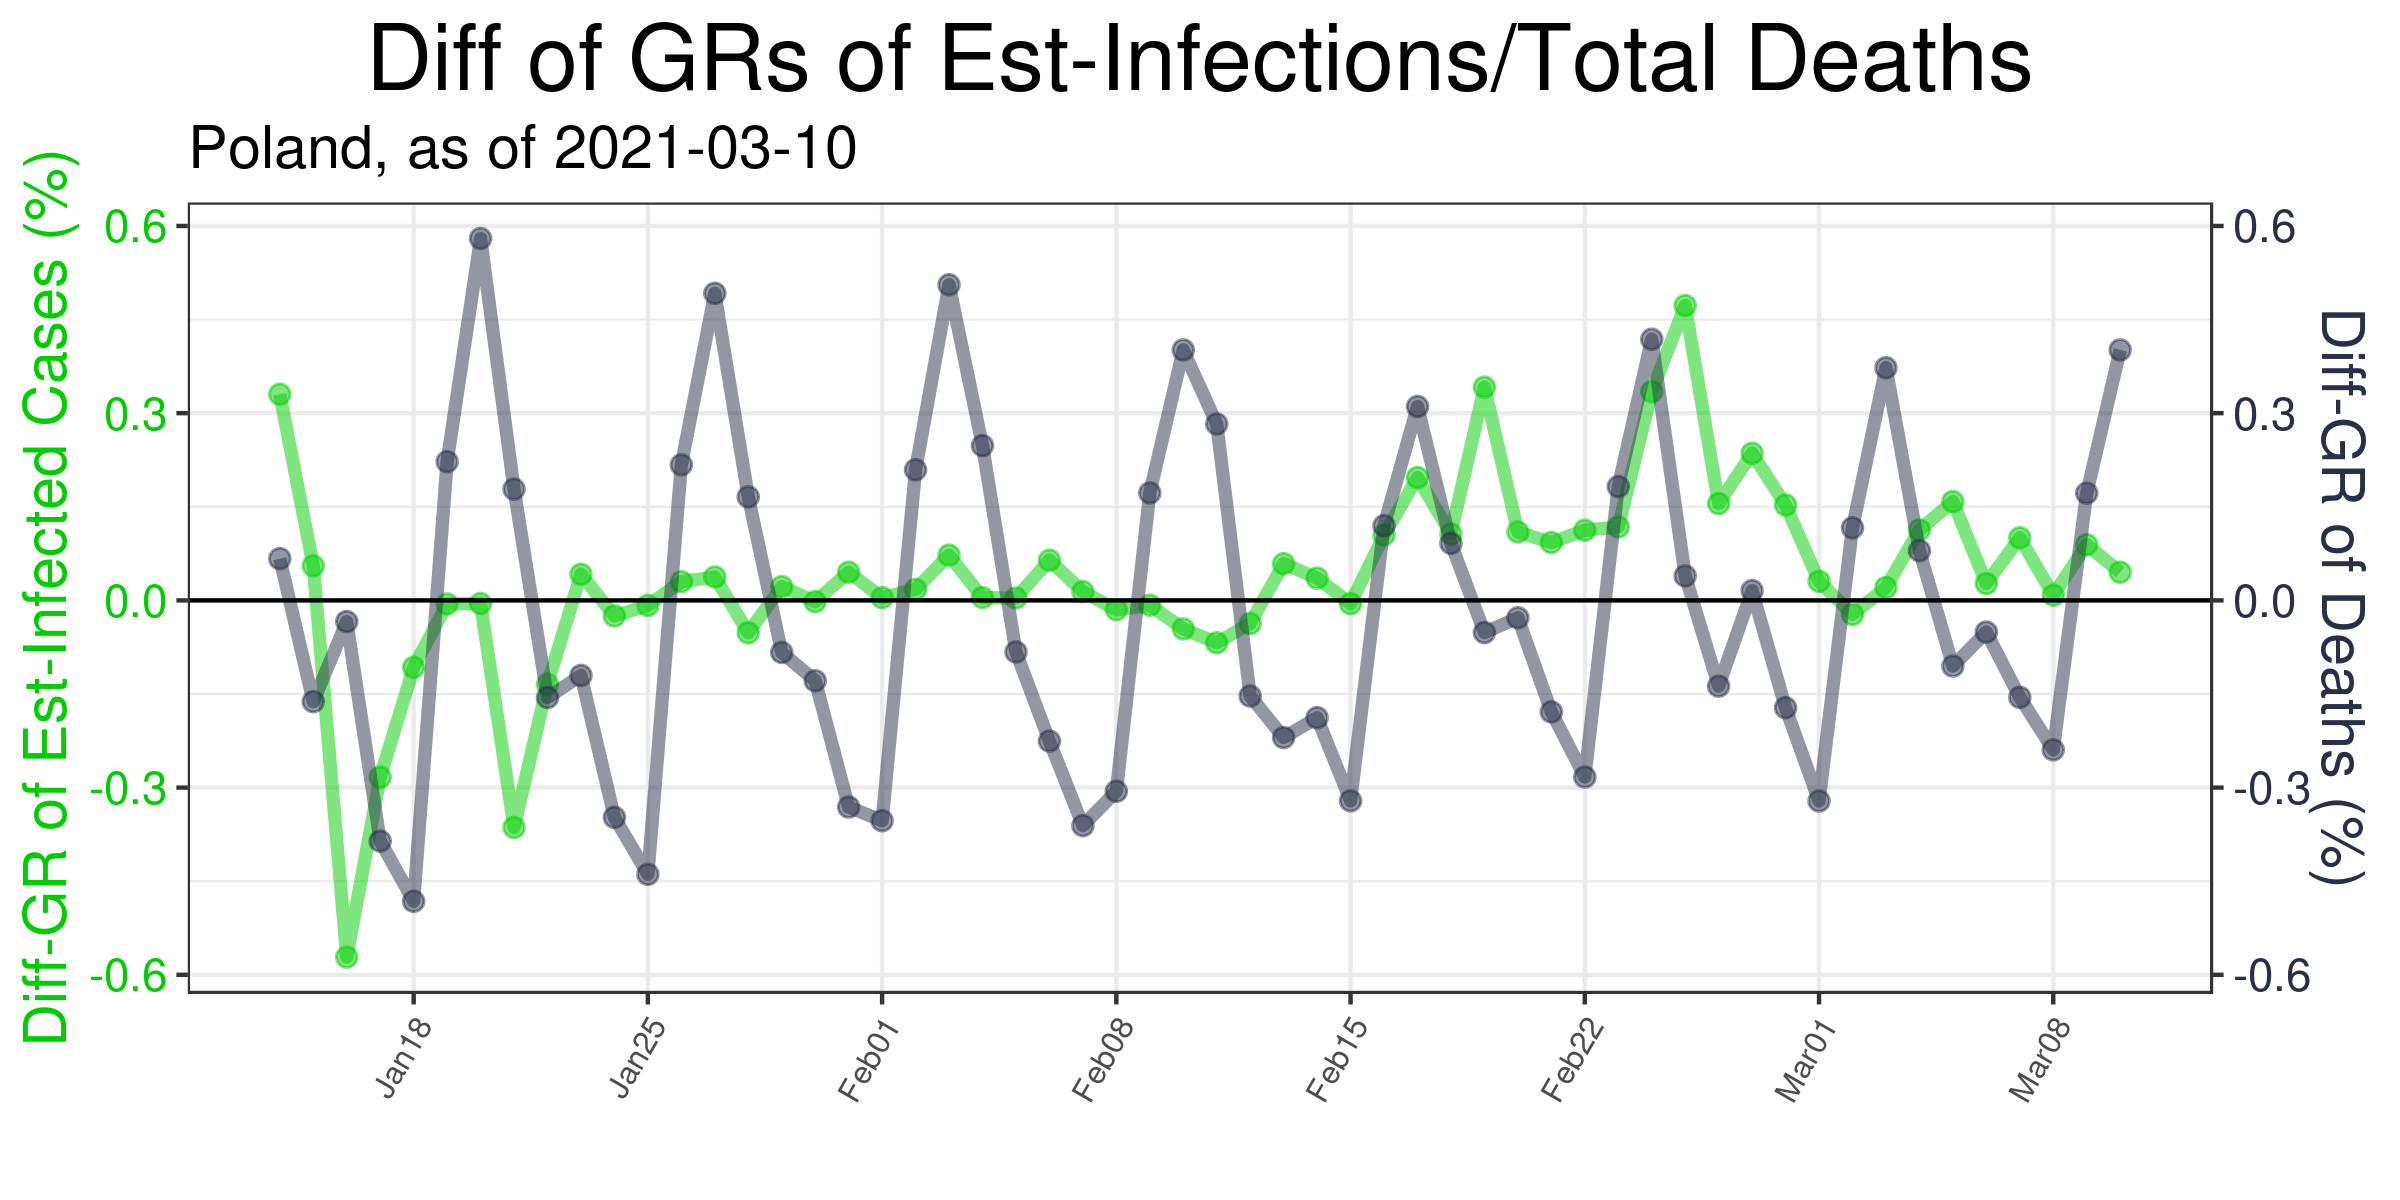 Diff of GRs of Est-Infections/Total Deaths
Poland, as of 2021-03-10
Diff-GR of Est-Infected Cases (%)
0.6
0.3
0.0
-0.3
-0.6
0.6
0.3
0.0
-0.3
-0.6
Diff-GR of Deaths (%)
Jan18
Jan25
Feb01
Feb08
Feb15
Feb22
Mar01
Mar08